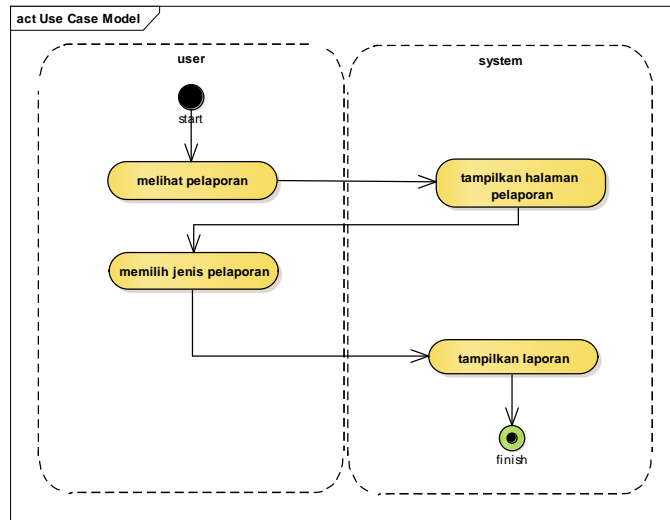 act Use Case Model
user
system
start
melihat pelaporan
tampilkan halaman
pelaporan
memilih jenis pelaporan
tampilkan laporan
finish